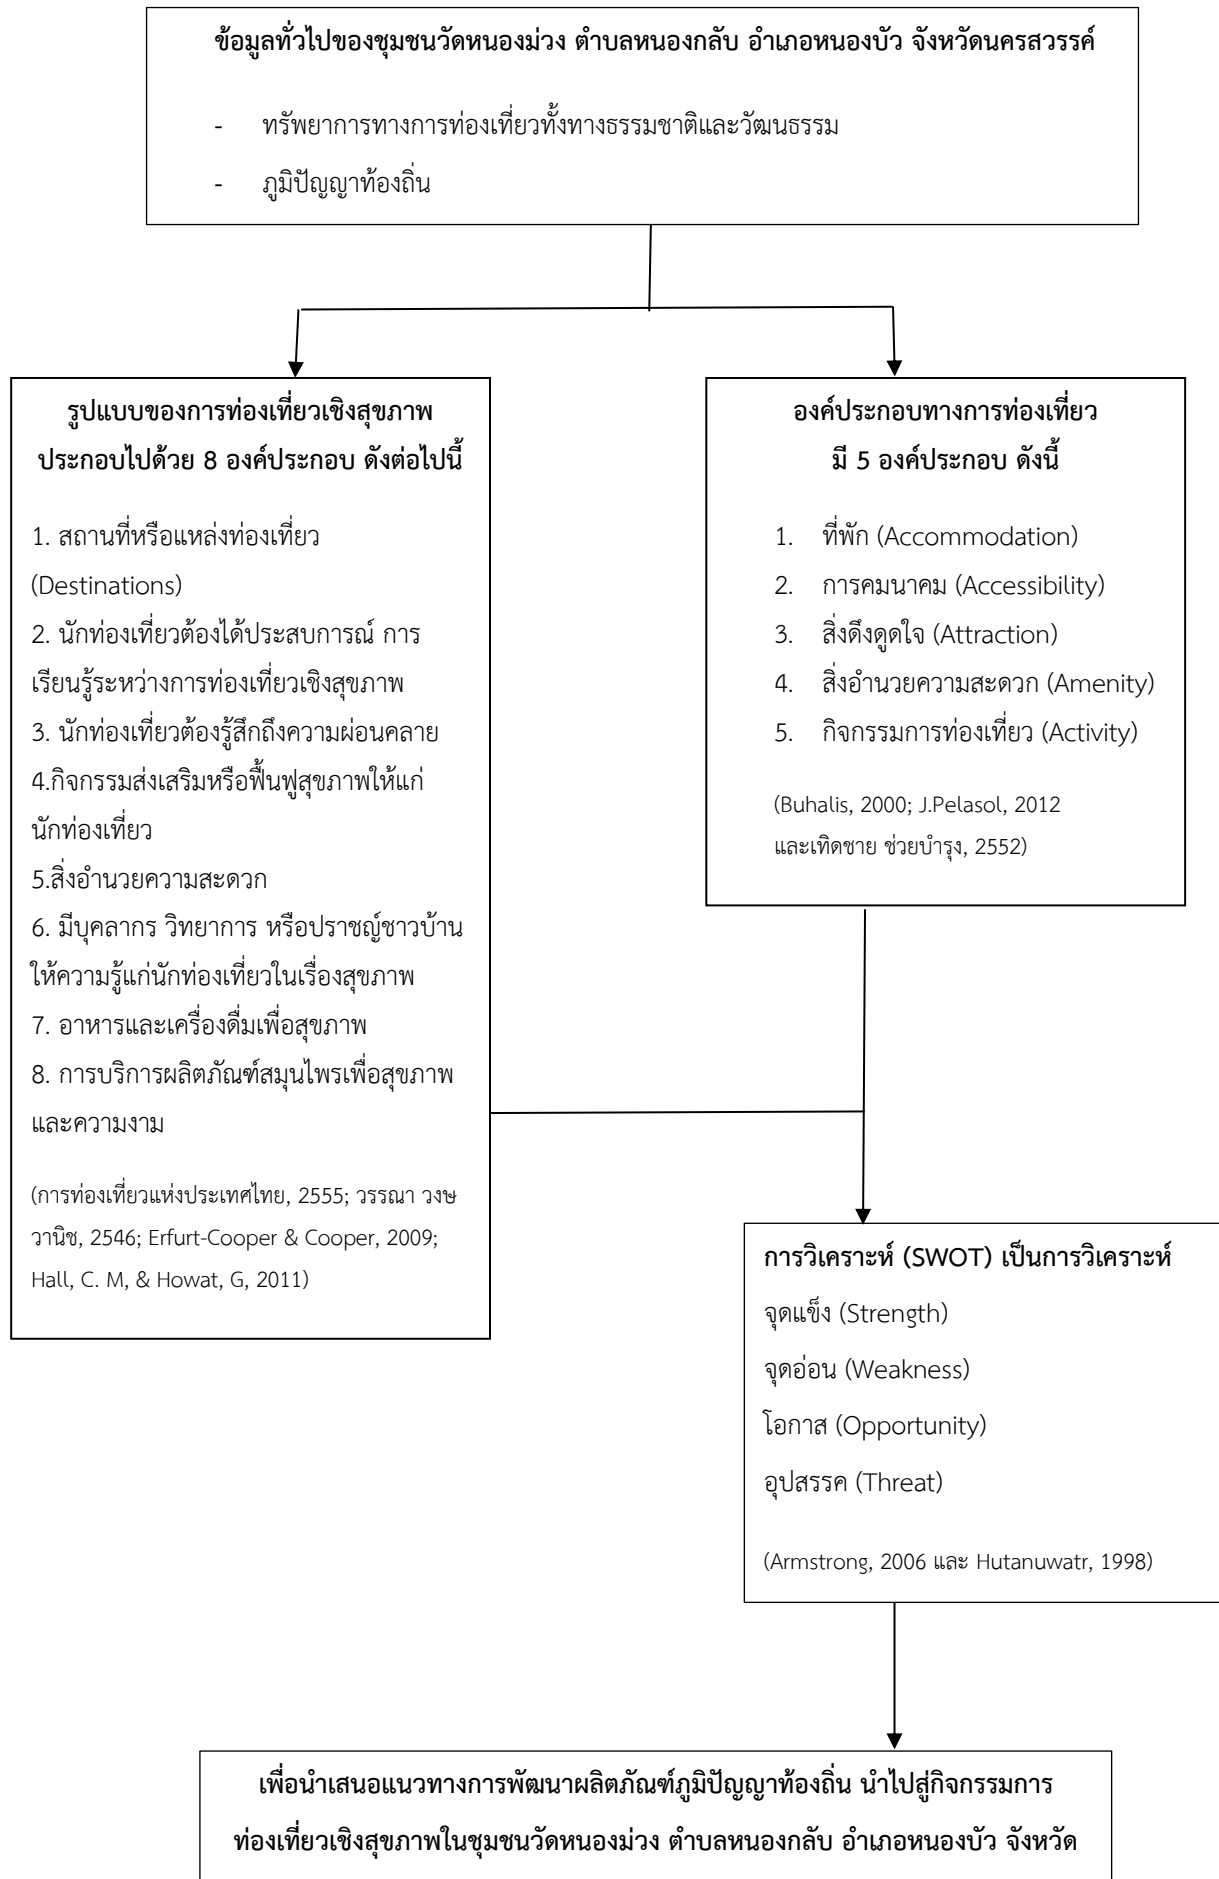 ข้อมูลทั่วไปของชุมชนวัดหนองม่วง ตำบลหนองกลับ อำเภอหนองบัว จังหวัดนครสวรรค์
- ทรัพยาการทางการท่องเที่ยวทั้งทางธรรมชาติและวัฒนธรรม
- ภูมิปัญญาท้องถิ่น
รูปแบบของการท่องเที่ยวเชิงสุขภาพ
ประกอบไปด้วย 8 องค์ประกอบ ดังต่อไปนี้
1. สถานที่หรือแหล่งท่องเที่ยว
(Destinations)
2. นักท่องเที่ยวต้องได้ประสบการณ์ การ
เรียนรู้ระหว่างการท่องเที่ยวเชิงสุขภาพ
3. นักท่องเที่ยวต้องรู้สึกถึงความผ่อนคลาย
4.กิจกรรมส่งเสริมหรือฟื้นฟูสุขภาพให้แก่
นักท่องเที่ยว
5.สิ่งอำนวยความสะดวก
6. มีบุคลากร วิทยาการ หรือปราชญ์ชาวบ้าน
ให้ความรู้แก่นักท่องเที่ยวในเรื่องสุขภาพ
7. อาหารและเครื่องดื่มเพื่อสุขภาพ
8. การบริการผลิตภัณฑ์สมุนไพรเพื่อสุขภาพ
และความงาม
(การท่องเที่ยวแห่งประเทศไทย, 2555; วรรณา วงษ
วานิช, 2546; Erfurt-Cooper & Cooper, 2009;
Hall, C. M, & Howat, G, 2011)
องค์ประกอบทางการท่องเที่ยว
มี 5 องค์ประกอบ ดังนี้
1. ที่พัก (Accommodation)
2. การคมนาคม (Accessibility)
3. สิ่งดึงดูดใจ (Attraction)
4. สิ่งอำนวยความสะดวก (Amenity)
5. กิจกรรมการท่องเที่ยว (Activity)
(Buhalis, 2000; J.Pelasol, 2012
และเทิดชาย ช่วยบำรุง, 2552)
การวิเคราะห์ (SWOT) เป็นการวิเคราะห์
จุดแข็ง (Strength)
จุดอ่อน (Weakness)
โอกาส (Opportunity)
อุปสรรค (Threat)
(Armstrong, 2006 และ Hutanuwatr, 1998)
เพื่อนำเสนอแนวทางการพัฒนาผลิตภัณฑ์ภูมิปัญญาท้องถิ่น นำไปสู่กิจกรรมการ
ท่องเที่ยวเชิงสุขภาพในชุมชนวัดหนองม่วง ตำบลหนองกลับ อำเภอหนองบัว จังหวัด